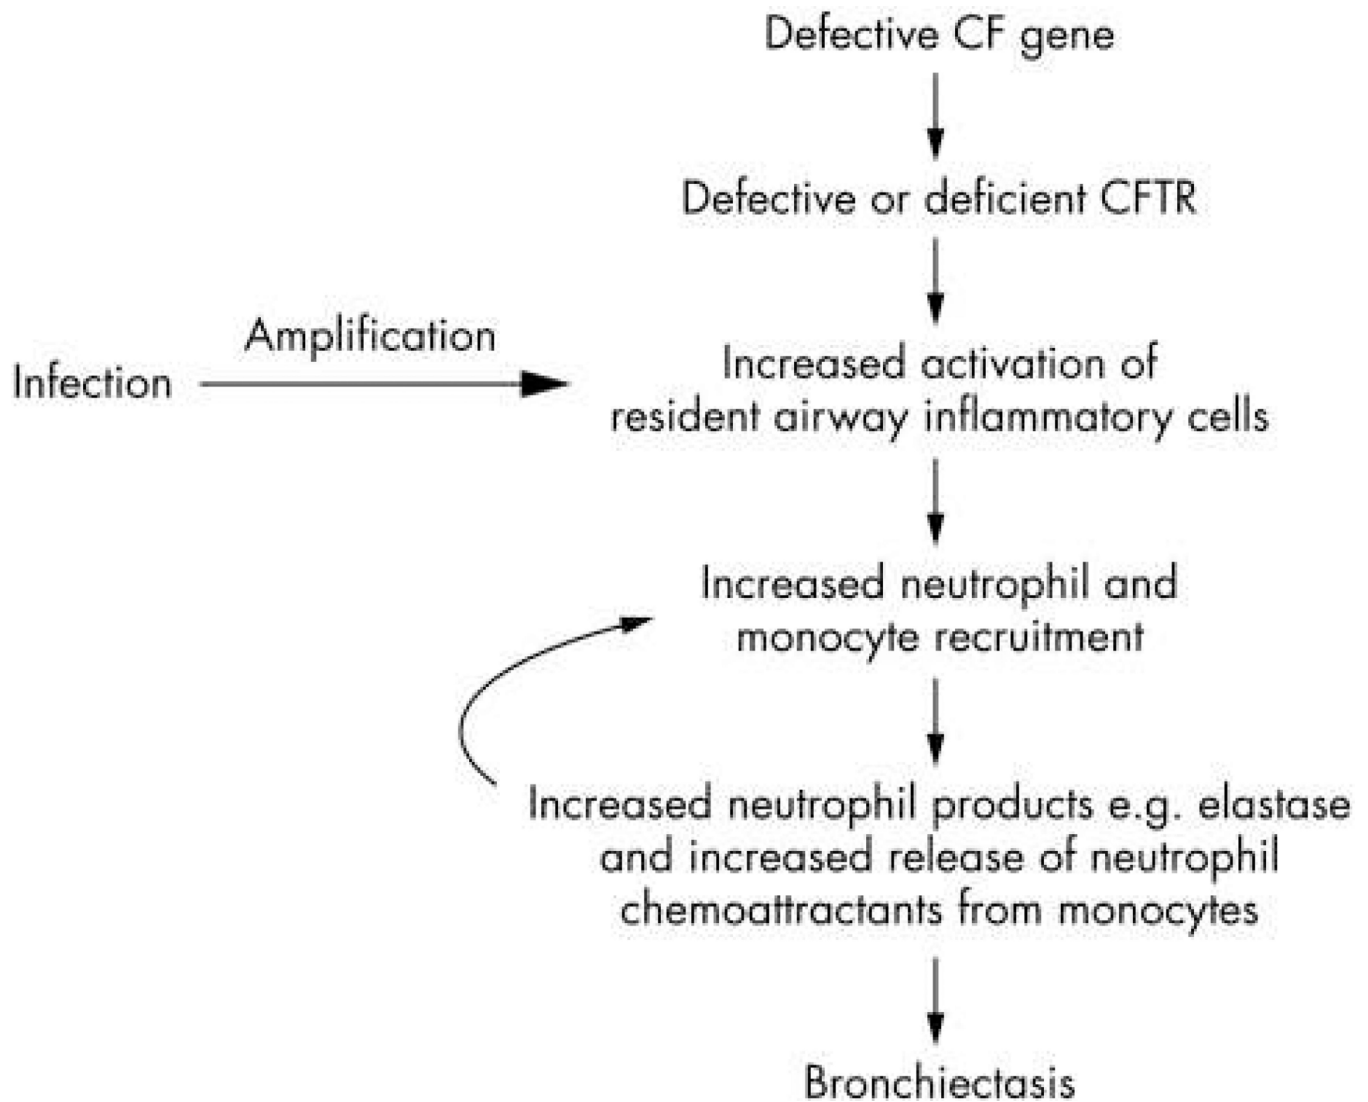 Defective CF gene
Defective or deficient CFTR
Amplification
Infection
Increased activation of
resident airway inflammatory cells
Increased neutrophil and
monocyte recruitment
Increased neutrophil products e.g. elastase
and increased release of neutrophil
chemoattractants from monocytes
Bronchiectasis